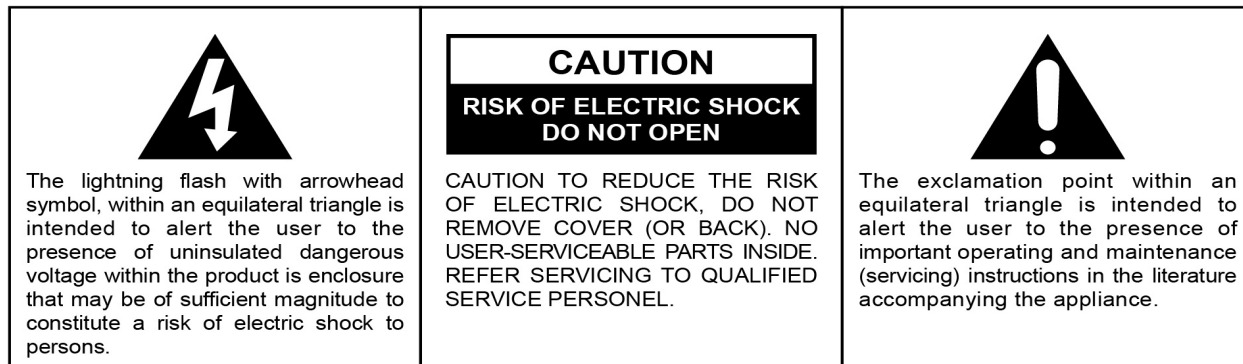 The lightning flash with arrowhead
symbol, within an equilateral triangle is
intended to alert the user to the
presence of uninsulated dangerous
voltage within the product is enclosure
that may be of sufficient magnitude to
constitute a risk of electric shock to
persons.
CAUTION
RISK OF ELECTRIC SHOCK
DO NOT OPEN
CAUTION TO REDUCE THE RISK
OF ELECTRIC SHOCK, DO NOT
REMOVE COVER (OR BACK). NO
USER-SERVICEABLE PARTS INSIDE.
REFER SERVICING TO QUALIFIED
SERVICE PERSONEL.
The exclamation point within an
equilateral triangle is intended to
alert the user to the presence of
important operating and maintenance
(servicing) instructions in the literature
accompanying the appliance.